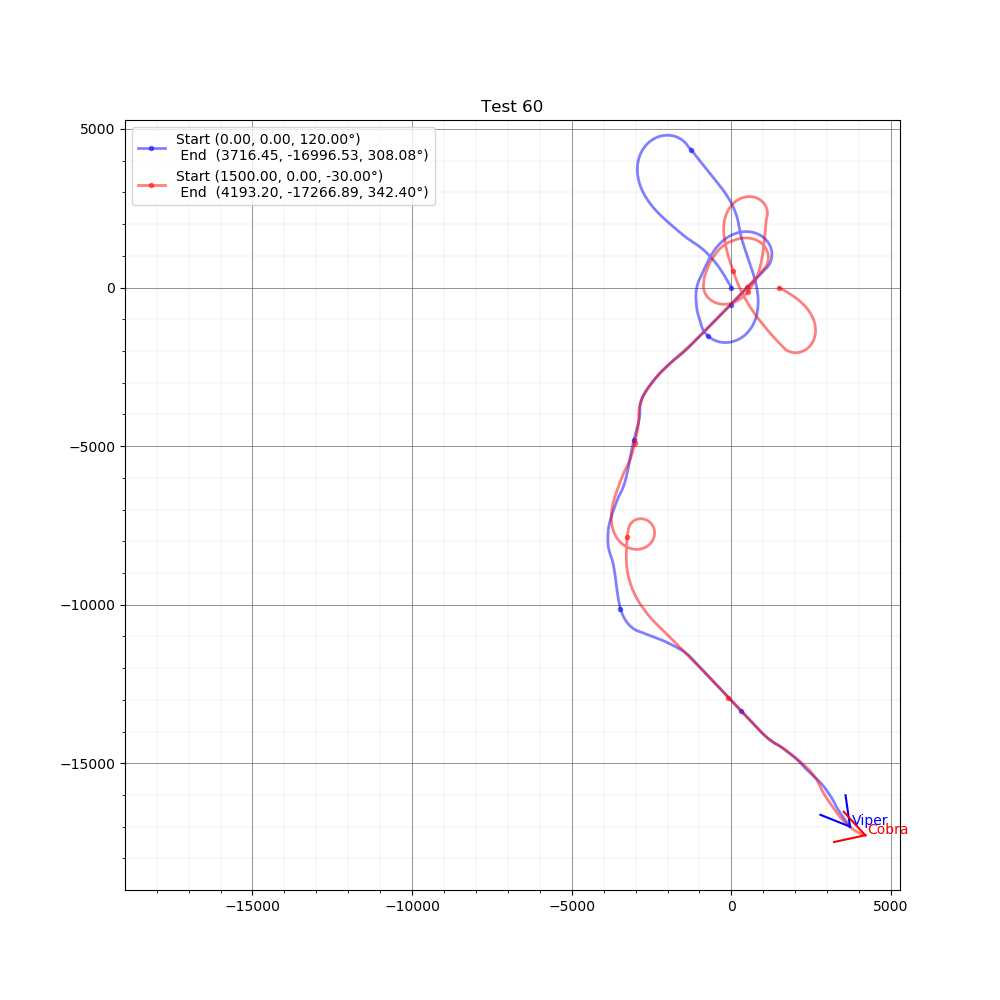 Test 60
Start (0.00, 0.00, 120.00°)
End (3716.45, -16996.53, 308.08°)
Start (1500.00, 0.00, -30.00°)
End (4193.20, -17266.89, 342.40°)
5000
0
−5000
−10000
−15000
Viper
Cobra
−15000 −10000 −5000 0 5000